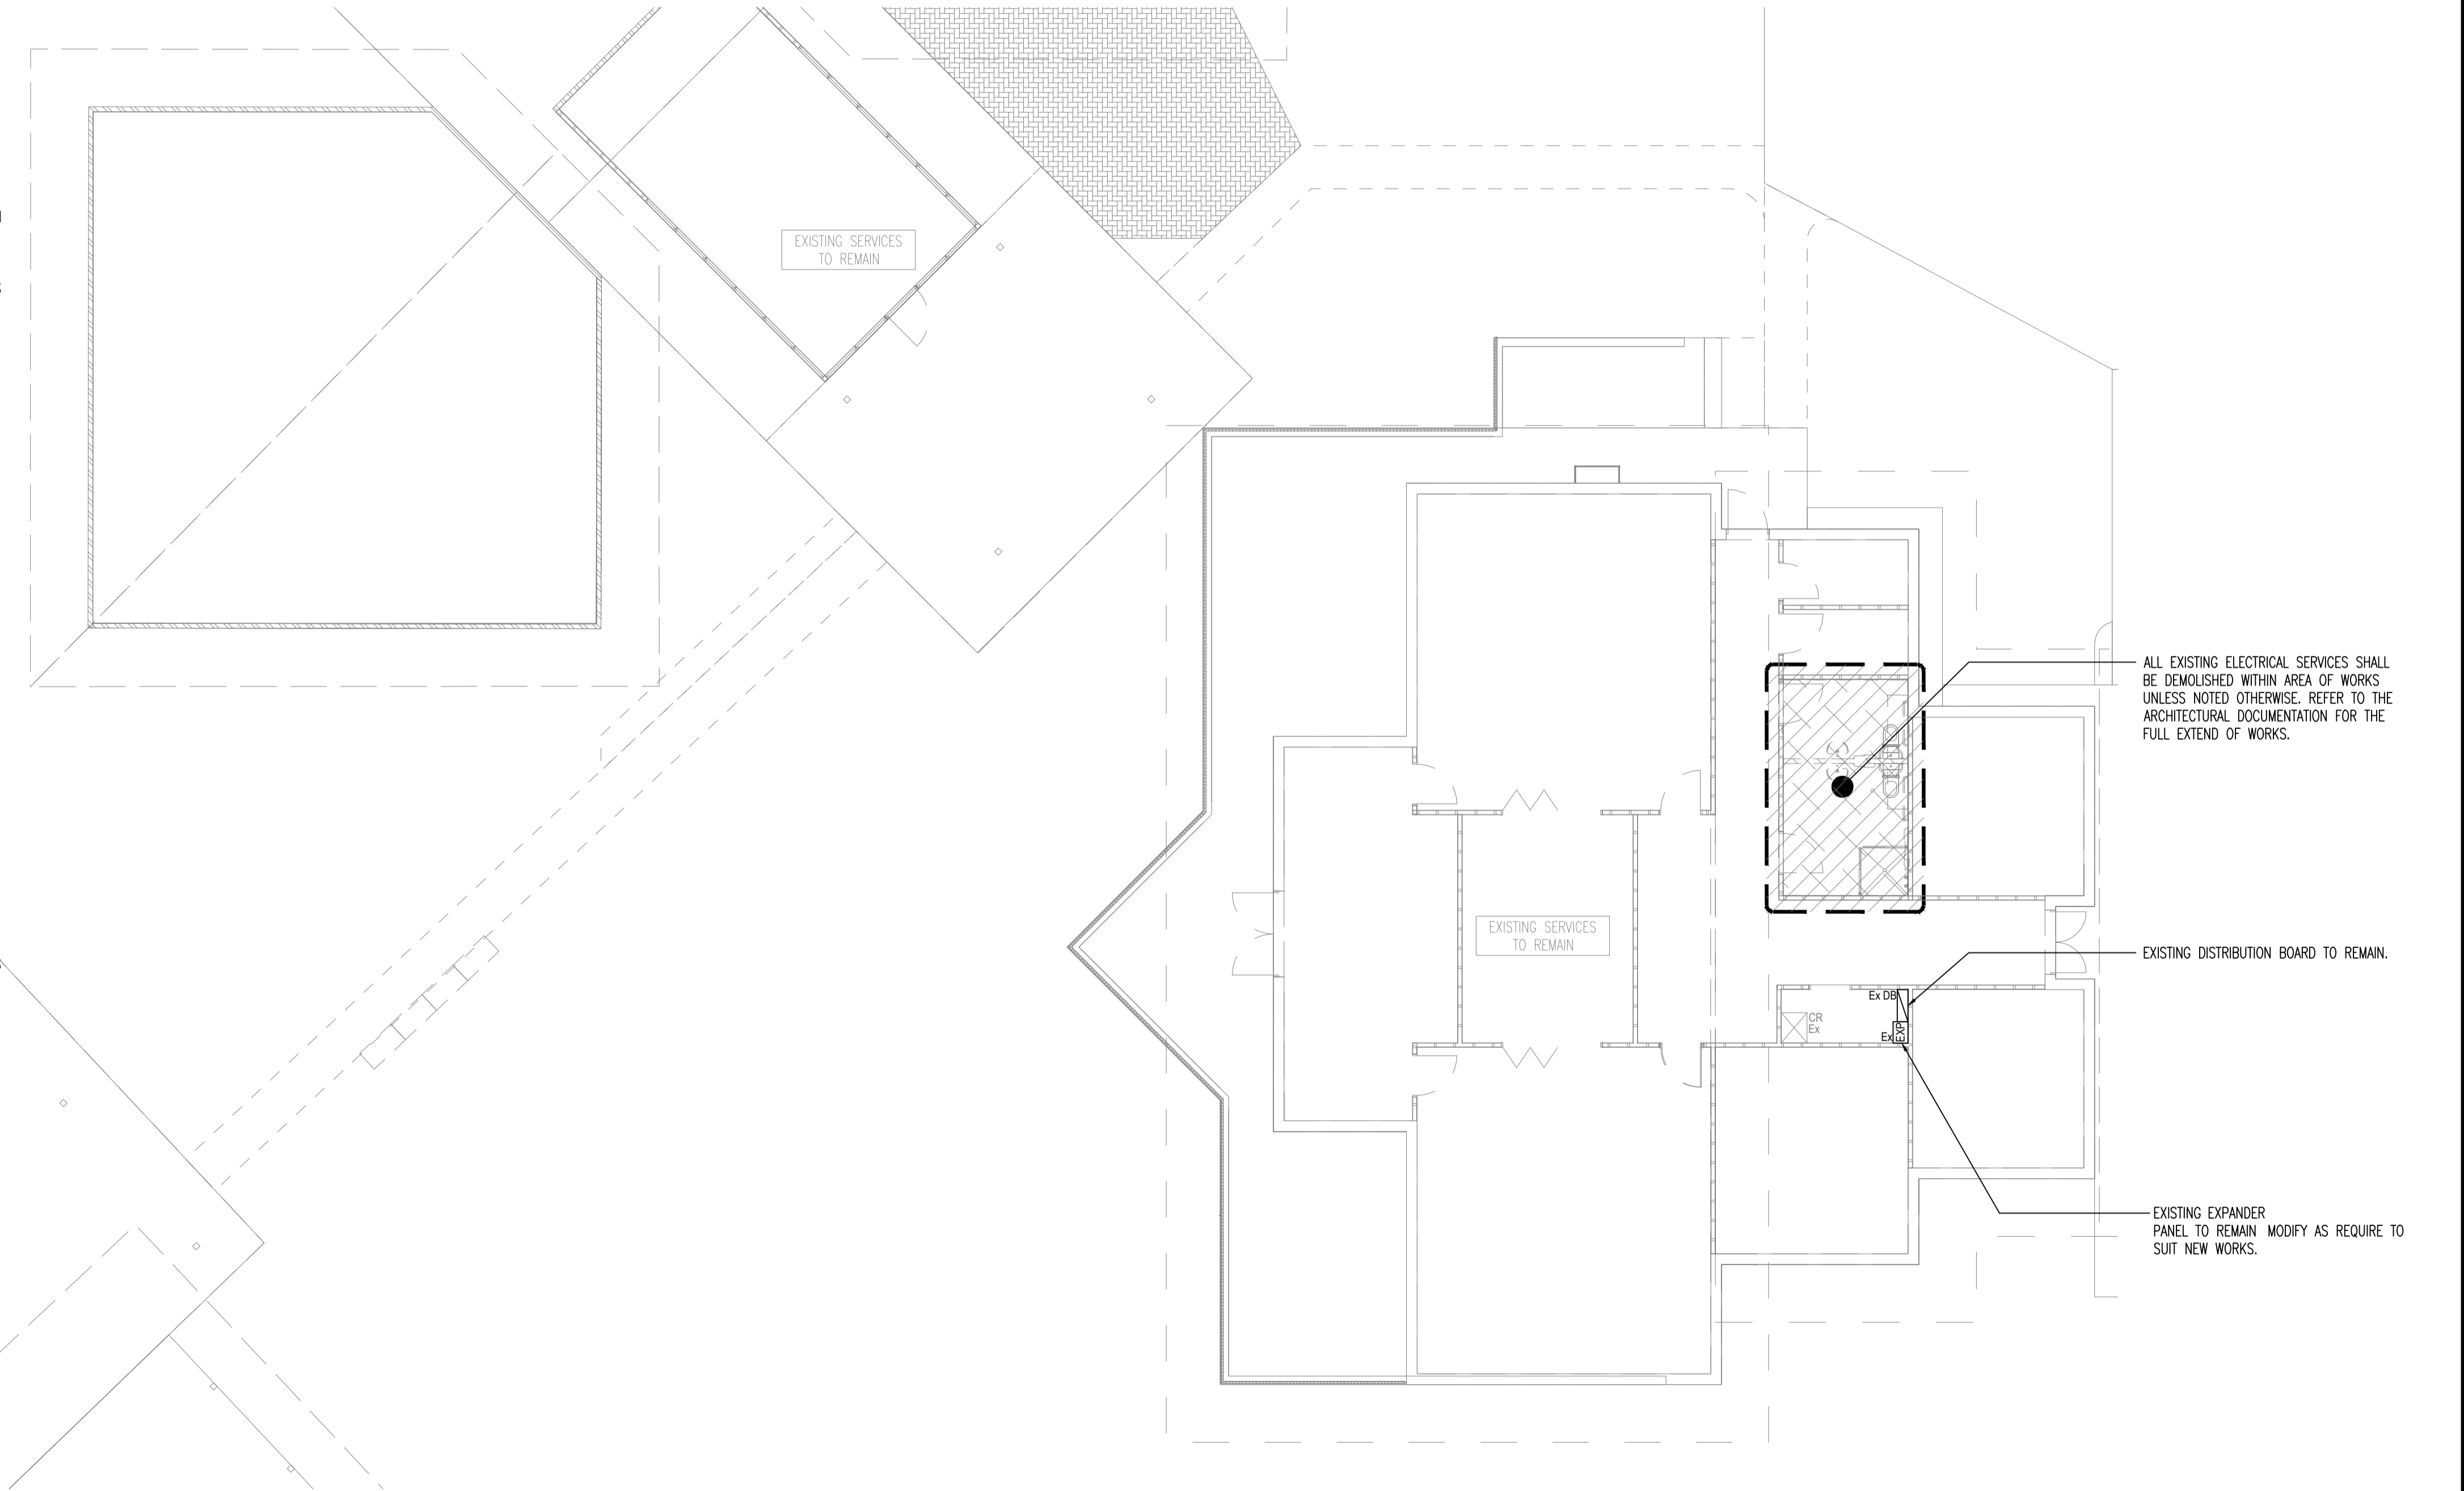 EXISTING SERVICES
TO REMAIN
ALL EXISTING ELECTRICAL SERVICES SHALL
BE DEMOLISHED WITHIN AREA OF WORKS
UNLESS NOTED OTHERWISE. REFER TO THE
ARCHITECTURAL DOCUMENTATION FOR THE
FULL EXTEND OF WORKS.
EXISTING SERVICES
TO REMAIN
EXISTING DISTRIBUTION BOARD TO REMAIN.
Ex DB
CR
Ex
Ex
EXP
EXISTING EXPANDER
PANEL TO REMAIN MODIFY AS REQUIRE TO
SUIT NEW WORKS.